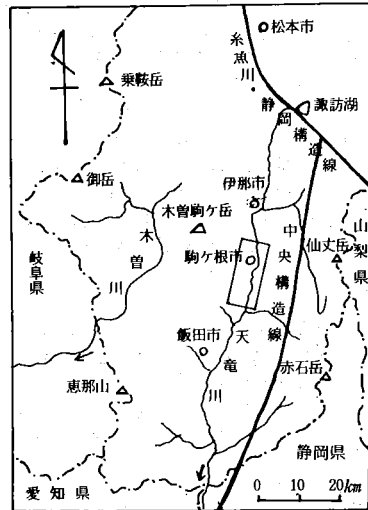 松本市
糸魚川
静岡構造線
乗鞍岳
諏訪湖
御岳
伊那市
木曽駒ケ岳
中央構造線
仙丈岳
山梨県
木曽川
岐阜県
駒ケ根市
飯田市
天竜川
赤石岳
恵那山
静岡県
愛知県
0 10 20km